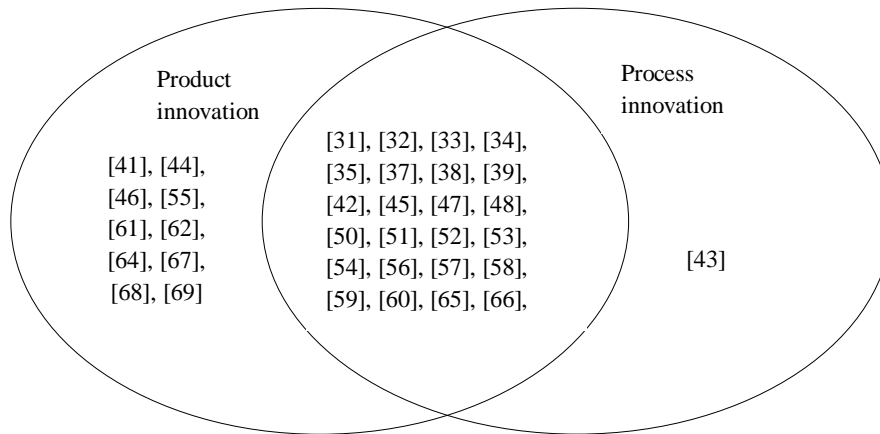 Product
innovation
[41], [44],
[46], [55],
[61], [62],
[64], [67],
[68], [69]
[31], [32], [33], [34],
[35], [37], [38], [39],
[42], [45], [47], [48],
[50], [51], [52], [53],
[54], [56], [57], [58],
[59], [60], [65], [66],
Process
innovation
[43]